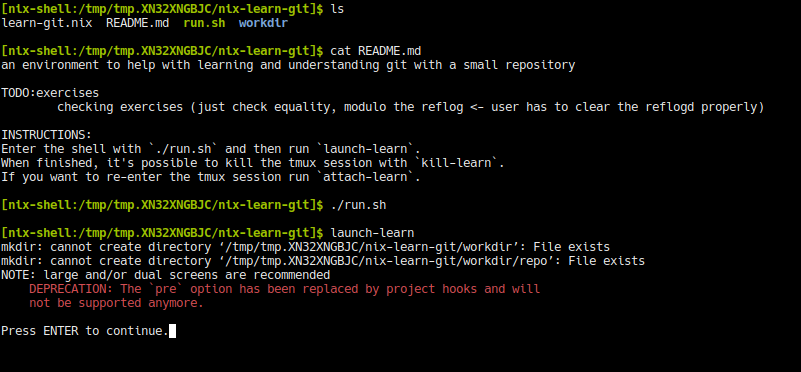 [nix-shell:/tmp/tmp.XN32XNGBJC/nix-learn-git]$ ls
learn-git.nix  README.md  run.sh  workdir
[nix-shell:/tmp/tmp.XN32XNGBJC/nix-learn-git]$ cat README.md
an environment to help with learning and understanding git with a small repository
TODO:exercises
checking exercises (just check equality, modulo the reflog <- user has to clear the reflogd properly)
INSTRUCTIONS:
Enter the shell with `./run.sh` and then run `launch-learn`.
When finished, it's possible to kill the tmux session with `kill-learn`.
If you want to re-enter the tmux session run `attach-learn`.
[nix-shell:/tmp/tmp.XN32XNGBJC/nix-learn-git]$ ./run.sh
[nix-shell:/tmp/tmp.XN32XNGBJC/nix-learn-git]$ launch-learn
mkdir: cannot create directory ‘/tmp/tmp.XN32XNGBJC/nix-learn-git/workdir’: File exists
mkdir: cannot create directory ‘/tmp/tmp.XN32XNGBJC/nix-learn-git/workdir/repo’: File exists
NOTE: large and/or dual screens are recommended
DEPRECATION: The `pre` option has been replaced by project hooks and will
not be supported anymore.
Press ENTER to continue.